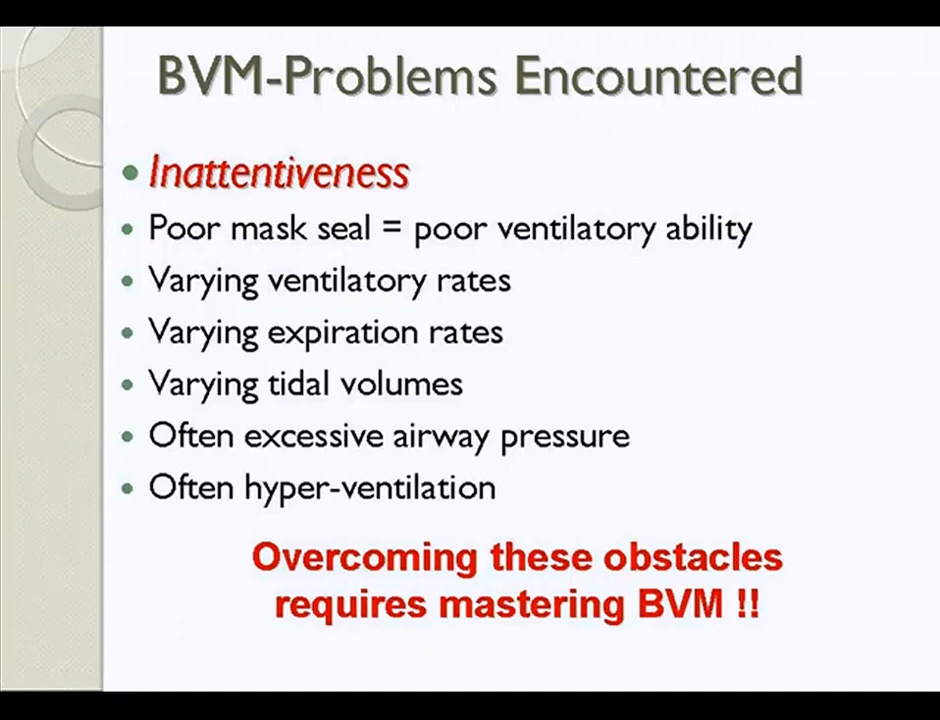 BVM-Problems Encountered
• Inattentiveness
• Poor mask seal = poor ventilatory ability
• Varying ventilatory rates
• Varying expiration rates
• Varying tidal volumes
• Often excessive airway pressure
• Often hyper-ventilation
Overcoming these obstacles
requires mastering BVM !!